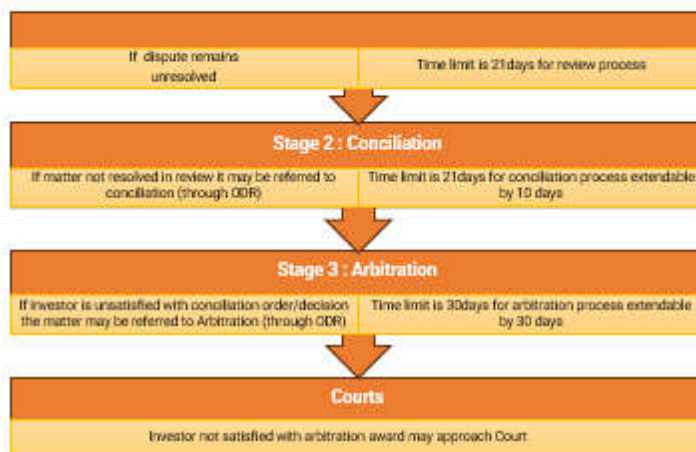 If dispute remains
unresolved
Time limit is 21days for review process
Stage 2 : Conciliation
If matter not resolved in review it may be referred to
conciliation (through ODR)
Time limit is 21days for conciliation process extendable
by 10 days
Stage 3 : Arbitration
If investor is unsatisfied with conciliation order/decision
the matter may be referred to Arbitration (through ODR)
Time limit is 30days for arbitration process extendable
by 30 days
Courts
Investor not satisfied with arbitration award may approach Court